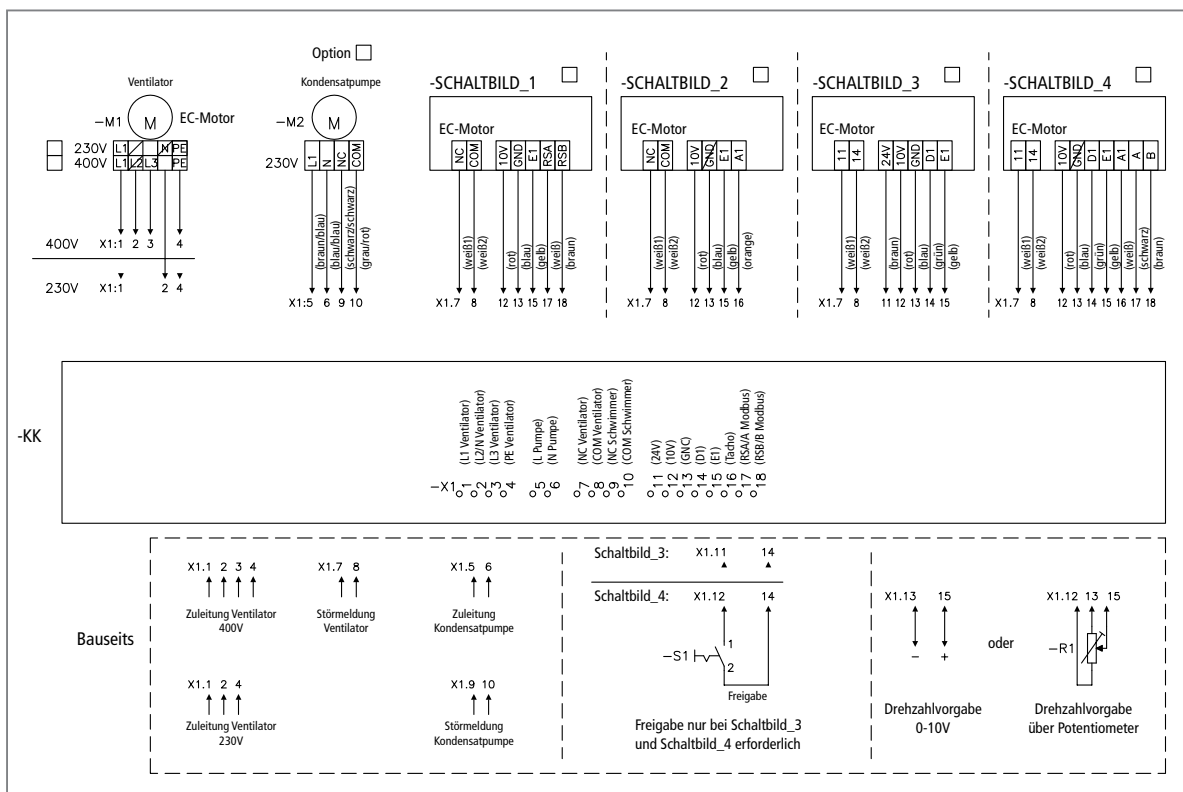 Option
Ventilator
Kondensatpumpe
-SCHALTBILD_1
-SCHALTBILD_2
-SCHALTBILD_3
-SCHALTBILD_4
-M1 M EC-Motor
-M2 M
EC-Motor
EC-Motor
EC-Motor
EC-Motor
230V L1 N PE
400V L1 L2 L3 PE
230V L1 N NC COM
NC COM 10V GND E1 RSA RSB
NC COM 10V GND E1 A1
11 14 24V 10V GND D1 E1
11 14 10V GND D1 E1 A1 A B
(braun/blau) (blau/blau) (schwarz/schwarz) (grau/rot)
(weiß1) (weiß2) (rot) (blau) (gelb) (weiß) (braun)
(weiß1) (weiß2) (rot) (blau) (gelb) (orange)
(weiß1) (weiß2) (braun) (rot) (blau) (grün) (gelb)
(weiß1) (weiß2) (rot) (blau) (grün) (gelb) (weiß) (schwarz) (braun)
400V X1:1 2 3 4
230V X1:1 2 4
X1:5 6 9 10
X1.7 8 12 13 15 17 18
X1.7 8 12 13 15 16
X1.7 8 11 12 13 14 15
X1.7 8 12 13 14 15 16 17 18
-KK
-X1
1 (L1 Ventilator)
2 (L2/N Ventilator)
3 (L3 Ventilator)
4 (PE Ventilator)
5 (L Pumpe)
6 (N Pumpe)
7 (NC Ventilator)
8 (COM Ventilator)
9 (NC Schwimmer)
10 (COM Schwimmer)
11 (24V)
12 (10V)
13 (GNC)
14 (D1)
15 (E1)
16 (Tacho)
17 (RSA/A Modbus)
18 (RSB/B Modbus)
Bauseits
X1.1 2 3 4
Zuleitung Ventilator
400V
X1.7 8
Störmeldung
Ventilator
X1.5 6
Zuleitung
Kondensatpumpe
X1.1 2 4
Zuleitung Ventilator
230V
X1.9 10
Störmeldung
Kondensatpumpe
Schaltbild_3: X1.11 14
Schaltbild_4: X1.12 14
-S1 1
2
Freigabe
Freigabe nur bei Schaltbild_3
und Schaltbild_4 erforderlich
X1.13 15
- +
Drehzahlvorgabe
0-10V
oder
X1.12 13 15
-R1
Drehzahlvorgabe
über Potentiometer